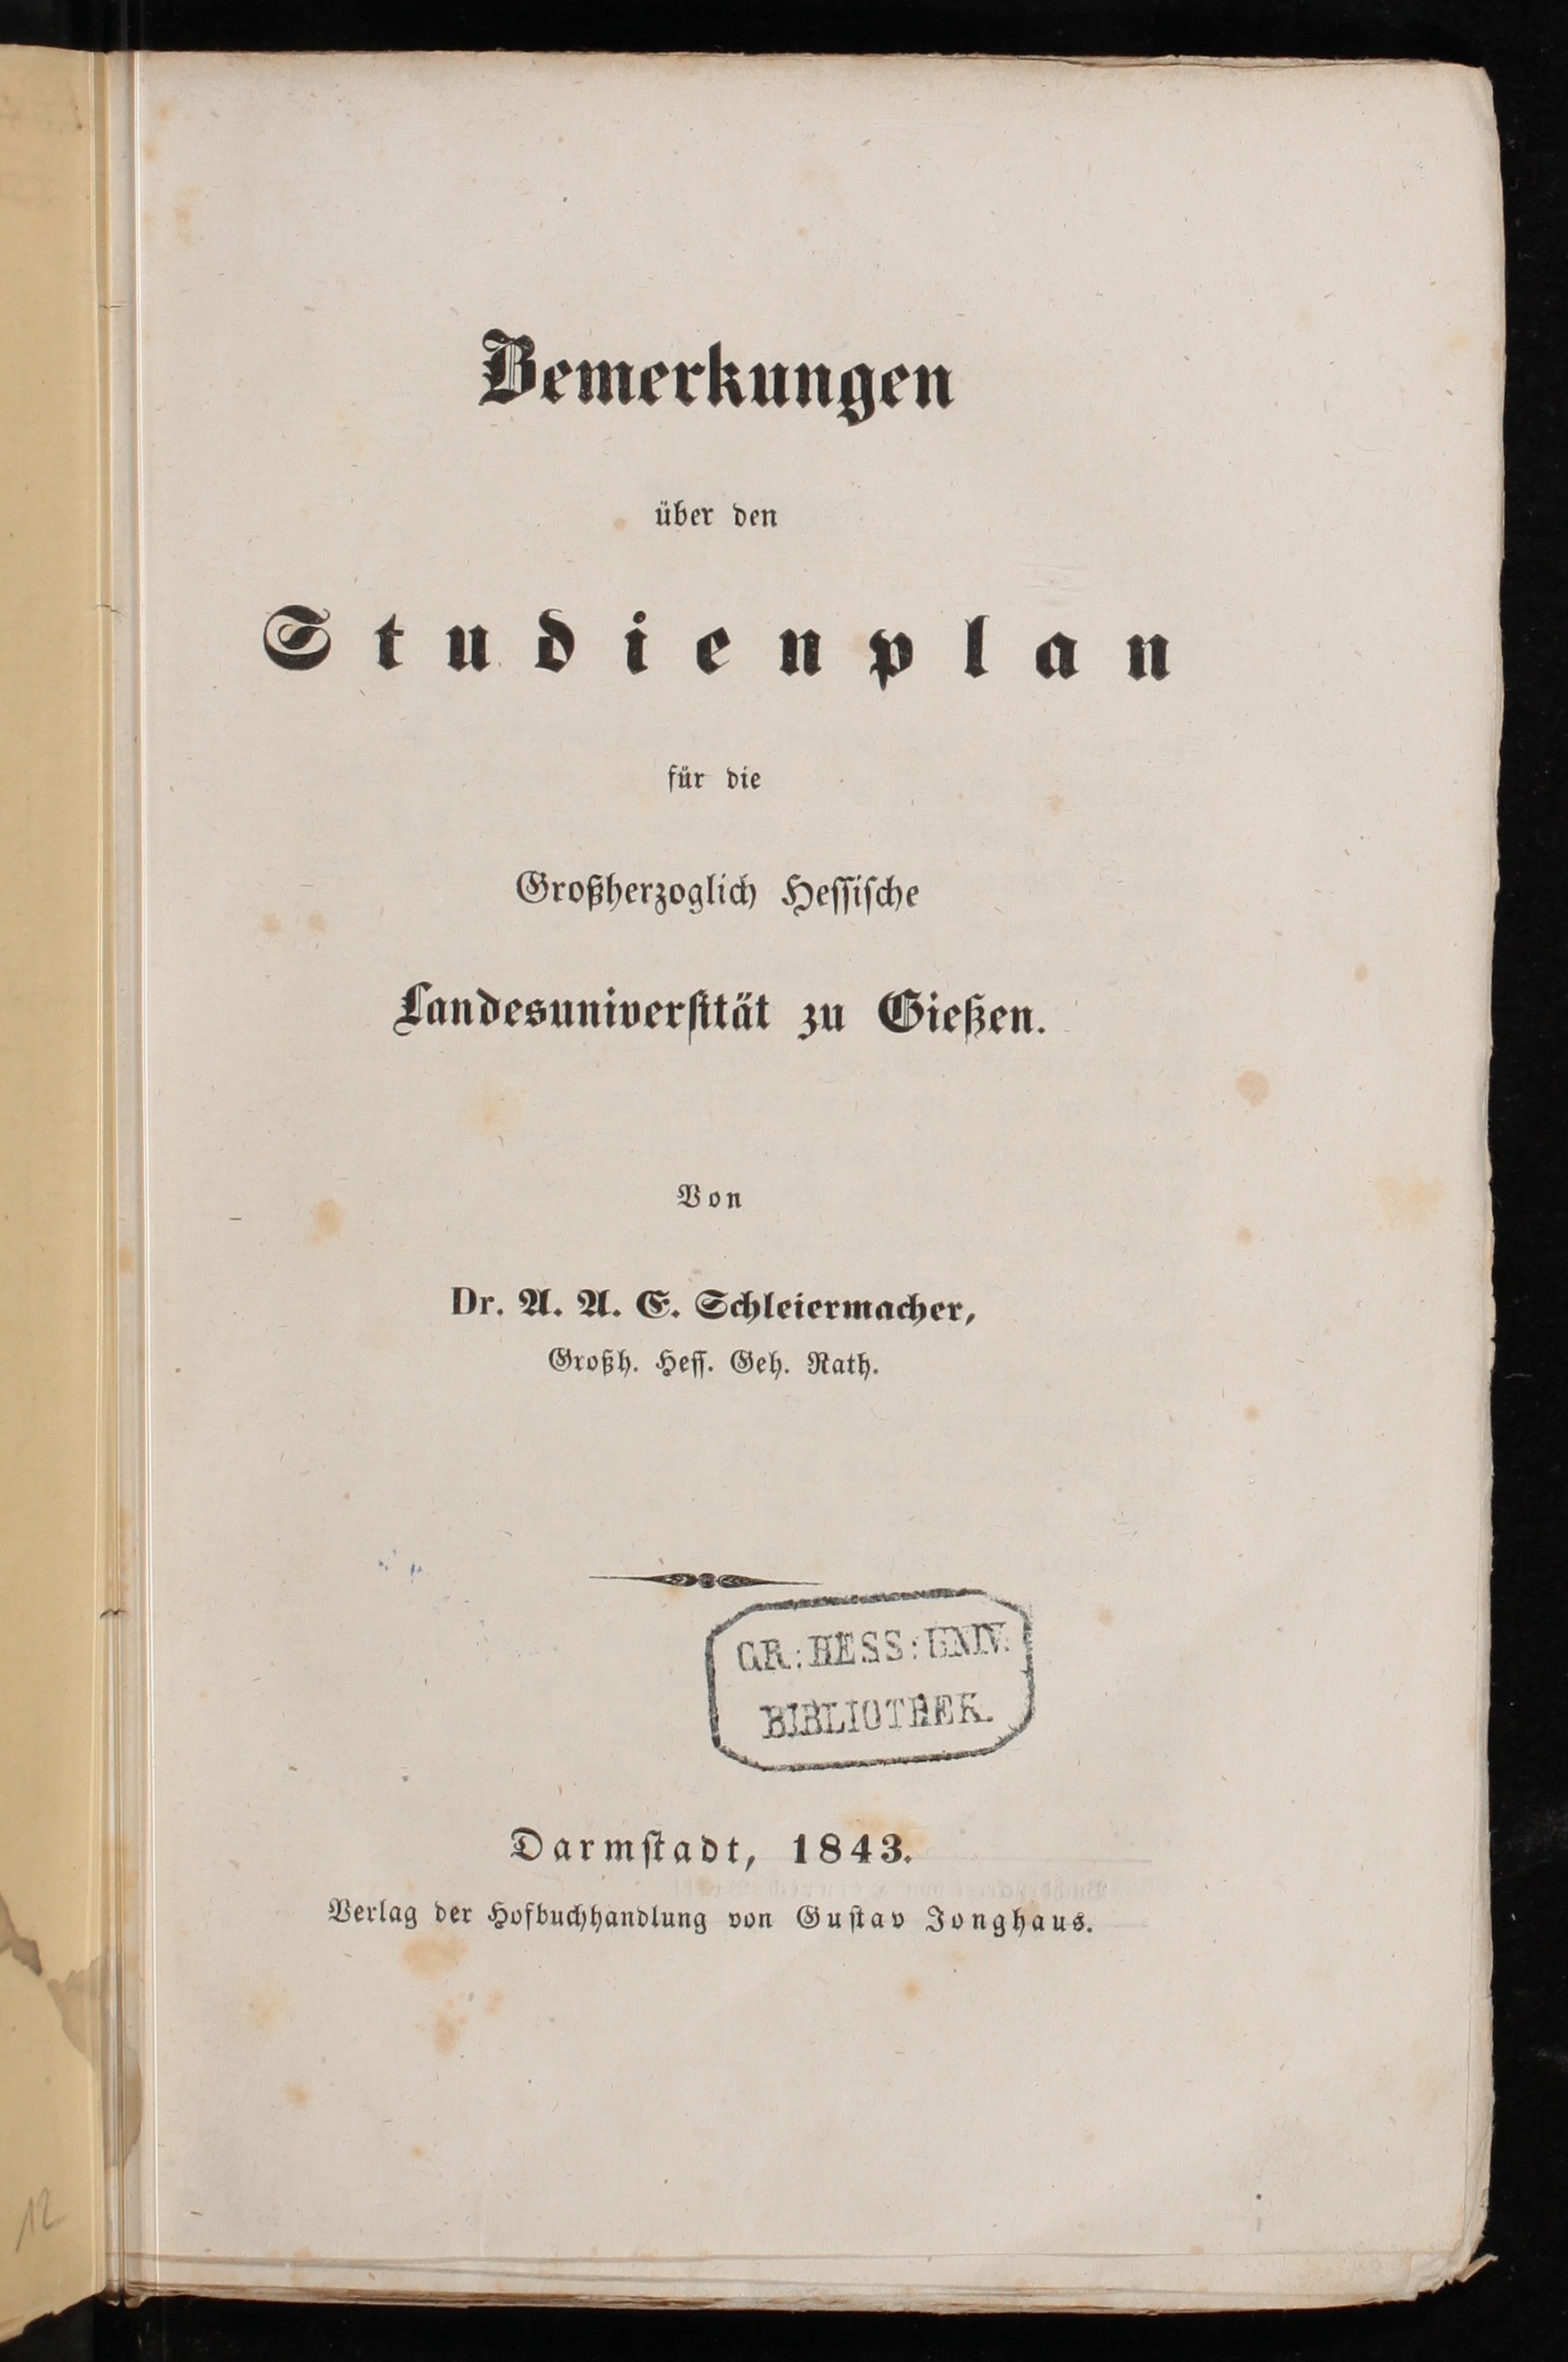 Bemerkungen
über den
Studienplan
für die
Großherzoglich Hessische
Landesuniversität zu Gießen.
Von
Dr. A. A. E. Schleiermacher,
Großh. Hess. Geh. Rath.
GR: HESS: UNIV.
BIBLIOTHEK.
Darmstadt, 1843.
Verlag der Hofbuchhandlung von Gustav Jonghaus.
12